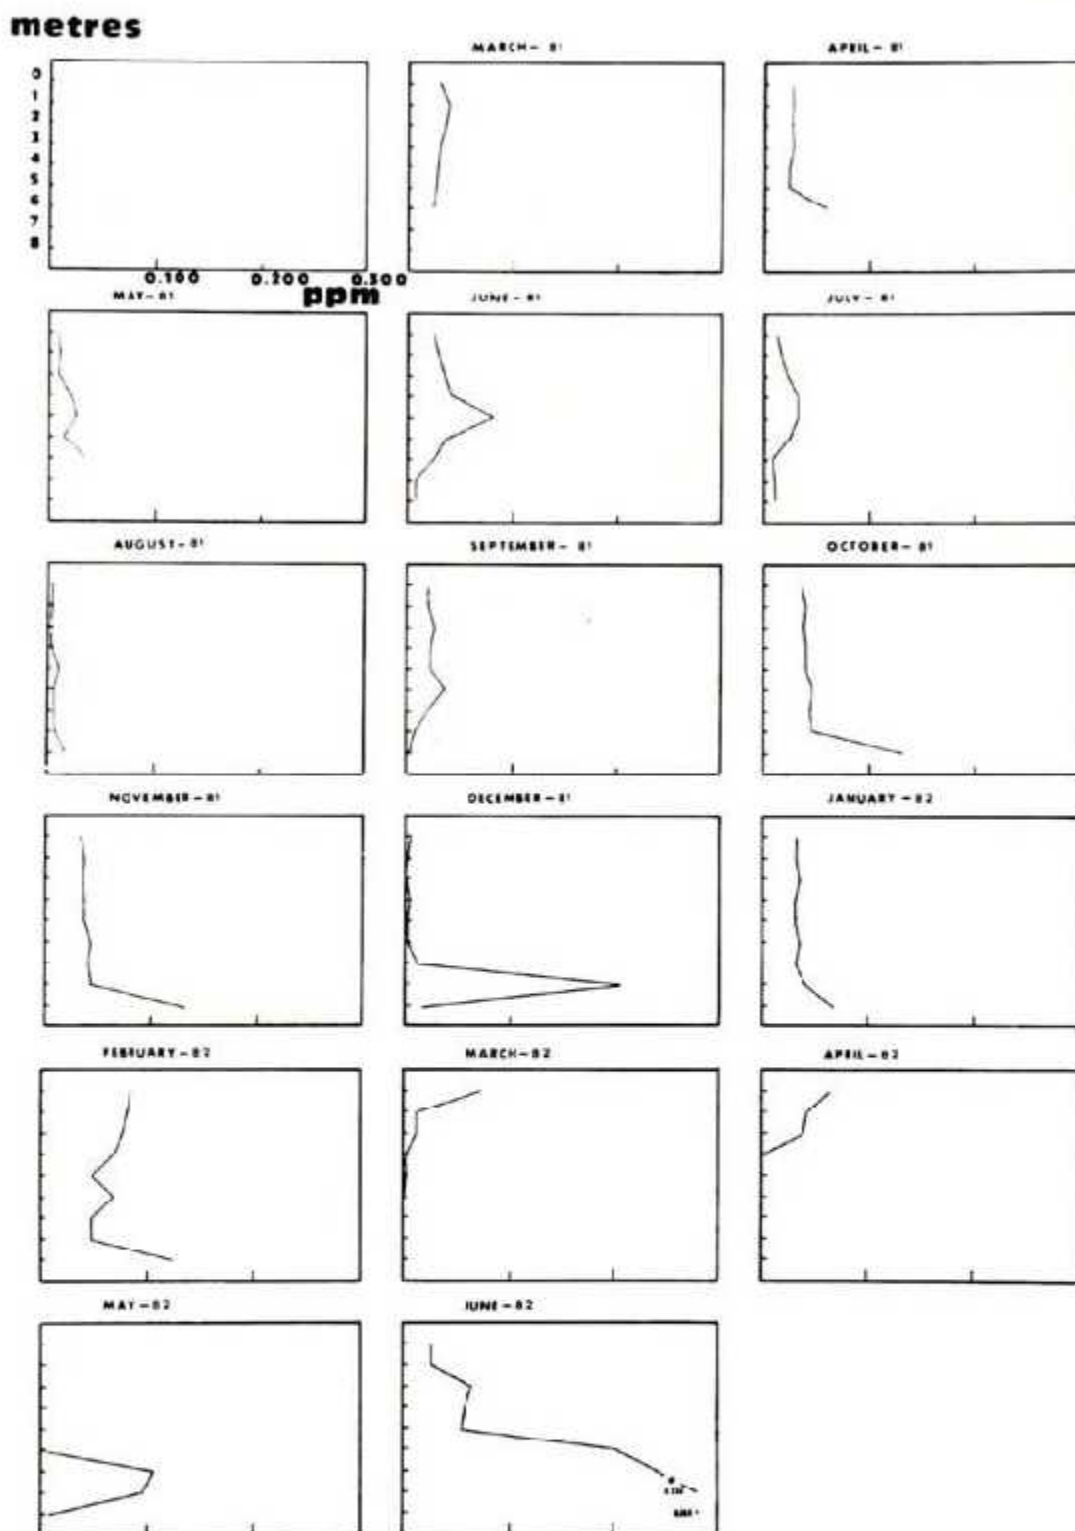 metres
MARCH - 81
APRIL - 81
0
1
2
3
4
5
6
7
8
0.100 0.200 0.300
ppm
MAY - 81
JUNE - 81
JULY - 81
AUGUST - 81
SEPTEMBER - 81
OCTOBER - 81
NOVEMBER - 81
DECEMBER - 81
JANUARY - 82
FEBRUARY - 82
MARCH - 82
APRIL - 82
MAY - 82
JUNE - 82